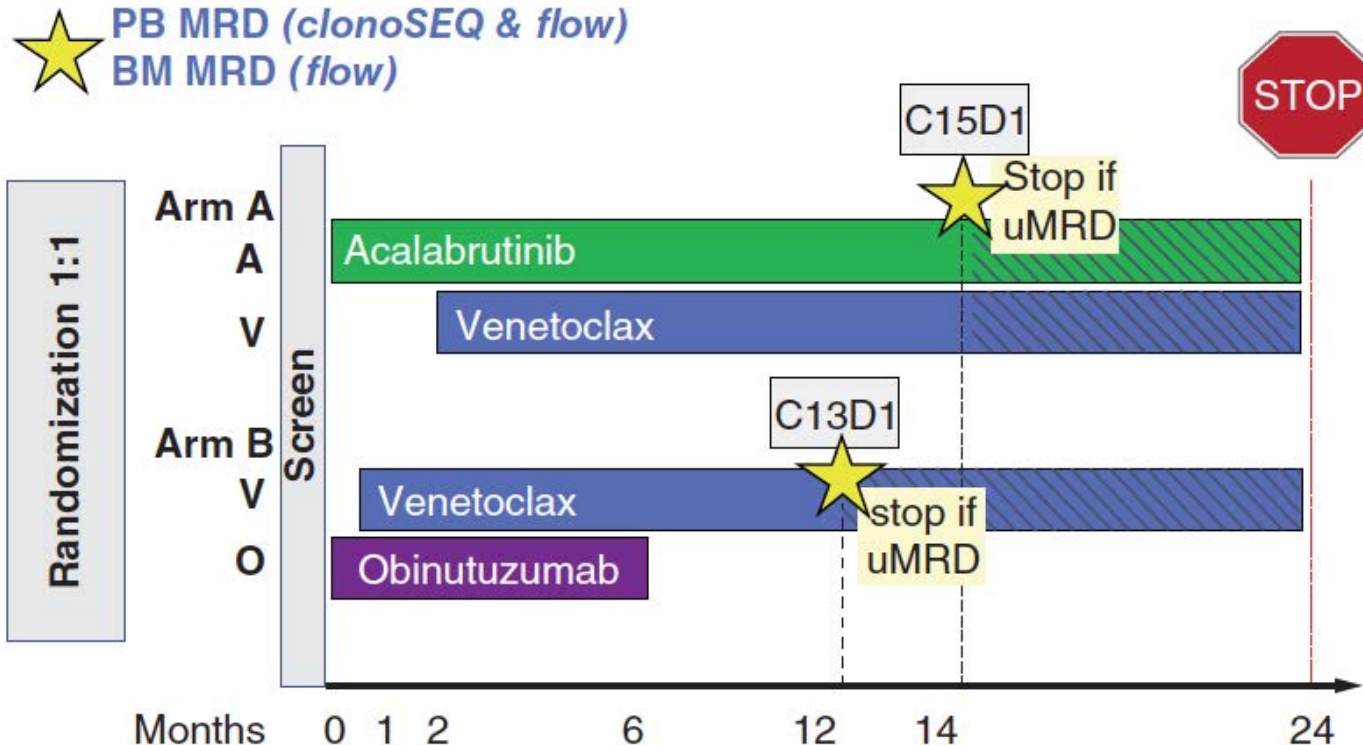 PB MRD (clonoSEQ & flow)
BM MRD (flow)
STOP
C15D1
Stop if
uMRD
Randomization 1:1
Screen
Arm A
A
Acalabrutinib
V
Venetoclax
C13D1
Arm B
V
Venetoclax
stop if
uMRD
O
Obinutuzumab
Months 0 1 2 6 12 14 24